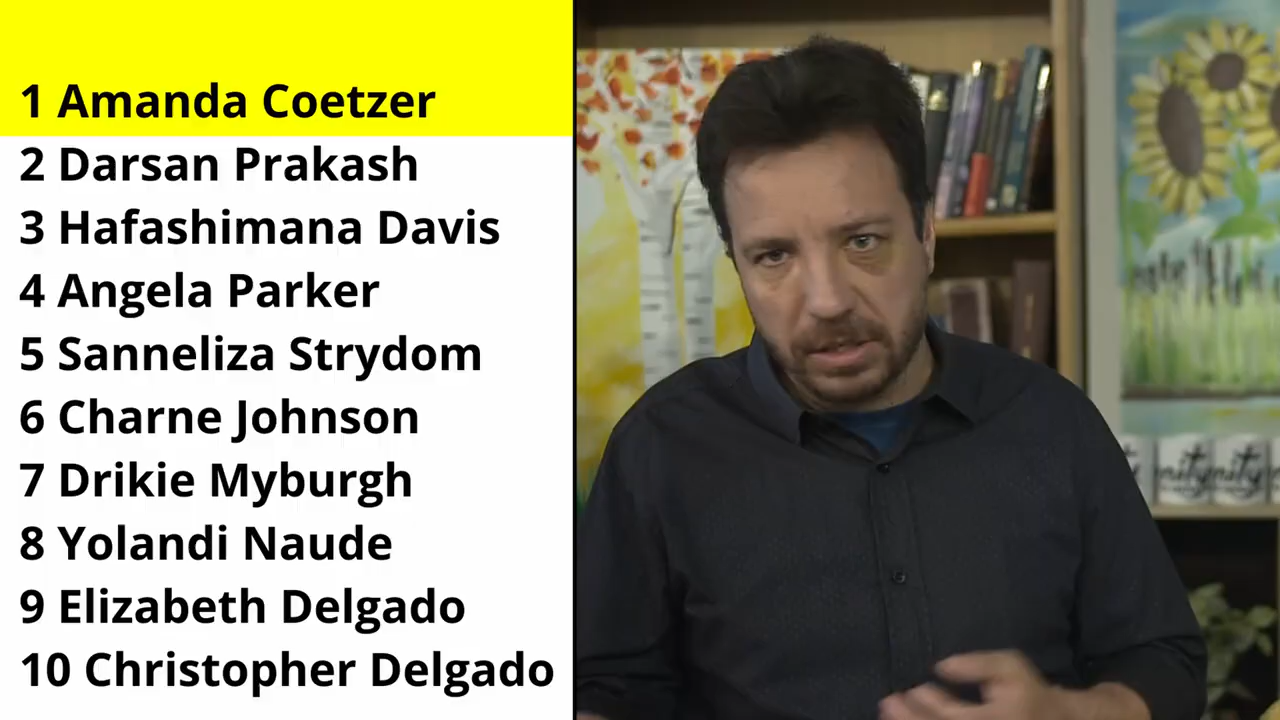 1 Amanda Coetzer
2 Darsan Prakash
3 Hafashimana Davis
4 Angela Parker
5 Sanneliza Strydom
6 Charne Johnson
7 Drikie Myburgh
8 Yolandi Naude
9 Elizabeth Delgado
10 Christopher Delgado